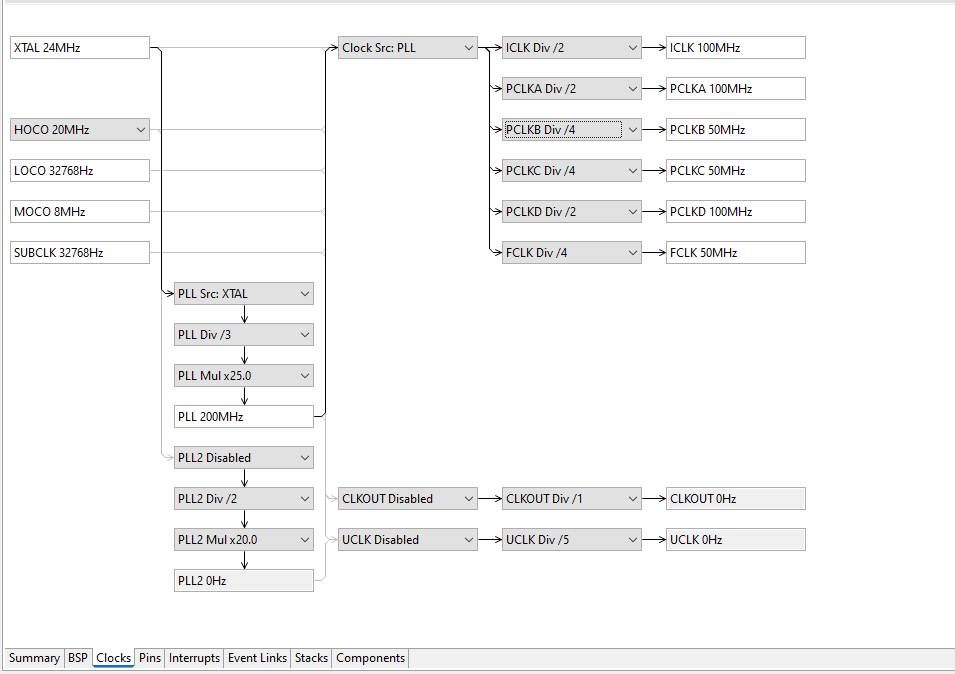 XTAL 24MHz
Clock Src: PLL
ICLK Div /2
ICLK 100MHz
PCLKA Div /2
PCLKA 100MHz
HOCO 20MHz
PCLKB Div /4
PCLKB 50MHz
LOCO 32768Hz
PCLKC Div /4
PCLKC 50MHz
MOCO 8MHz
PCLKD Div /2
PCLKD 100MHz
SUBCLK 32768Hz
FCLK Div /4
FCLK 50MHz
PLL Src: XTAL
PLL Div /3
PLL Mul x25.0
PLL 200MHz
PLL2 Disabled
PLL2 Div /2
CLKOUT Disabled
CLKOUT Div /1
CLKOUT 0Hz
PLL2 Mul x20.0
UCLK Disabled
UCLK Div /5
UCLK 0Hz
PLL2 0Hz
Summary BSP Clocks Pins Interrupts Event Links Stacks Components